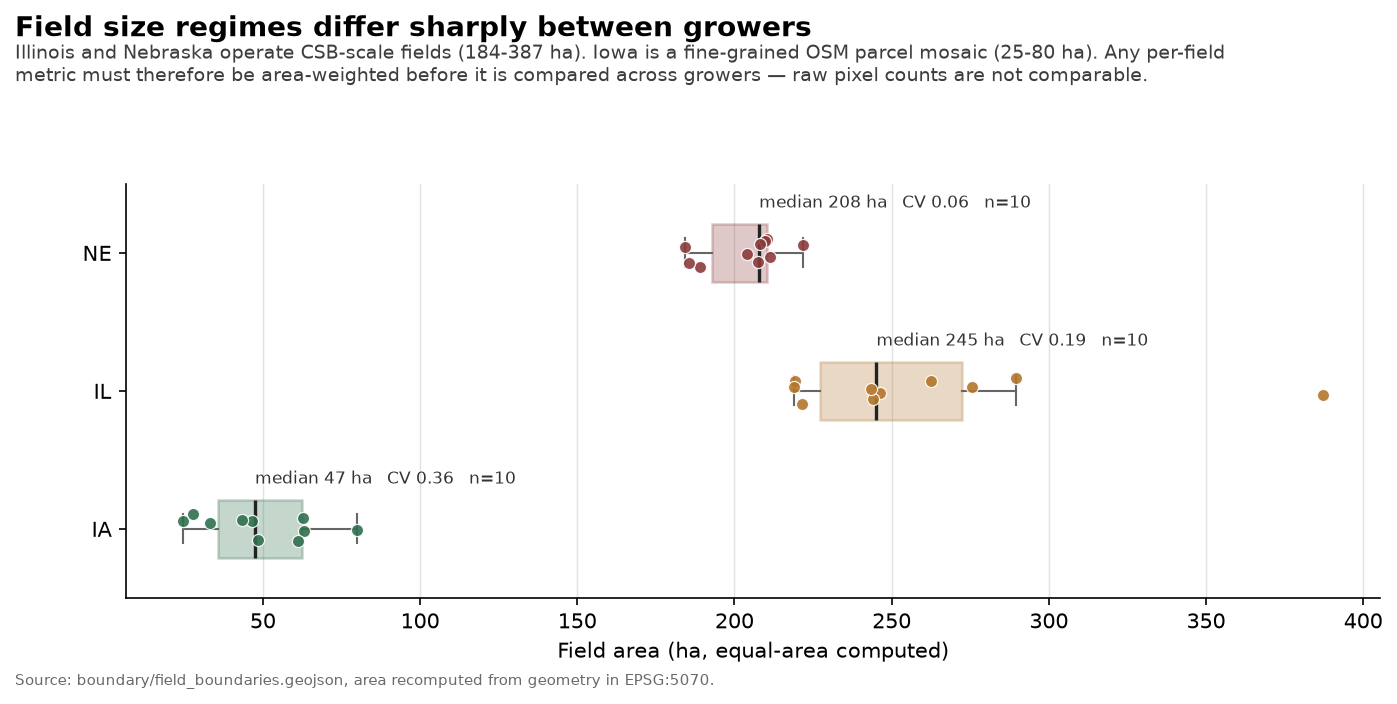 Field size regimes differ sharply between growers
Illinois and Nebraska operate CSB-scale fields (184-387 ha). Iowa is a fine-grained OSM parcel mosaic (25-80 ha). Any per-field
metric must therefore be area-weighted before it is compared across growers — raw pixel counts are not comparable.
median 208 ha   CV 0.06   n=10
NE
median 245 ha   CV 0.19   n=10
IL
median 47 ha   CV 0.36   n=10
IA
50 100 150 200 250 300 350 400
Field area (ha, equal-area computed)
Source: boundary/field_boundaries.geojson, area recomputed from geometry in EPSG:5070.